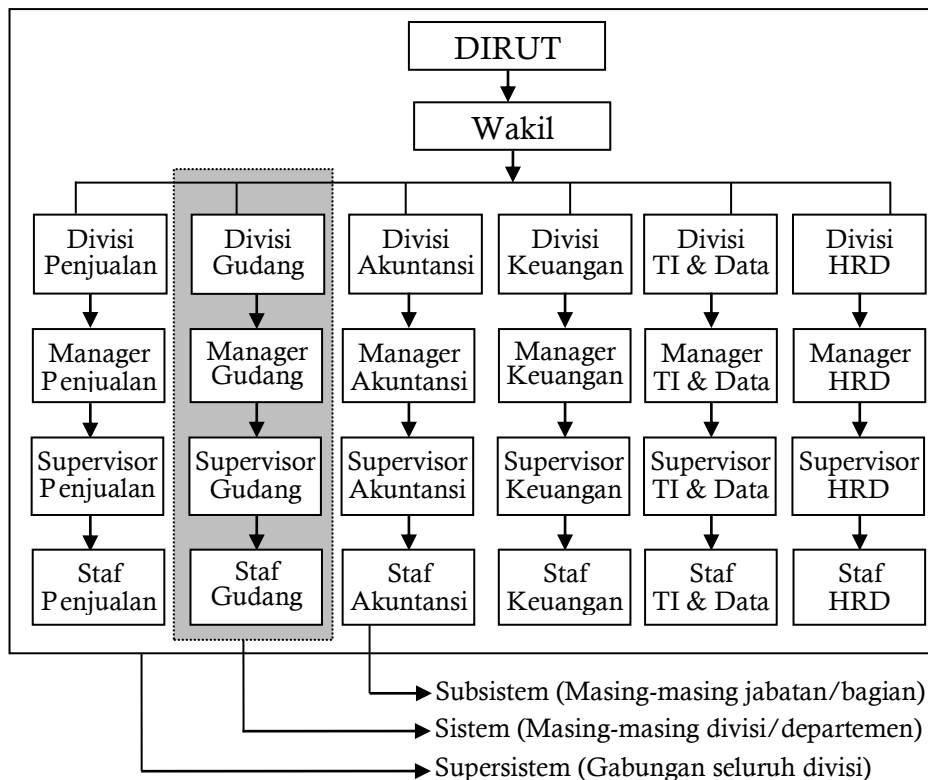 DIRUT
Wakil
Divisi
Penjualan
Divisi
Gudang
Divisi
Akuntansi
Divisi
Keuangan
Divisi
TI & Data
Divisi
HRD
Manager
Penjualan
Manager
Gudang
Manager
Akuntansi
Manager
Keuangan
Manager
TI & Data
Manager
HRD
Supervisor
Penjualan
Supervisor
Gudang
Supervisor
Akuntansi
Supervisor
Keuangan
Supervisor
TI & Data
Supervisor
HRD
Staf
Penjualan
Staf
Gudang
Staf
Akuntansi
Staf
Keuangan
Staf
TI & Data
Staf
HRD
Subsistem (Masing-masing jabatan/bagian)
Sistem (Masing-masing divisi/departemen)
Supersistem (Gabungan seluruh divisi)